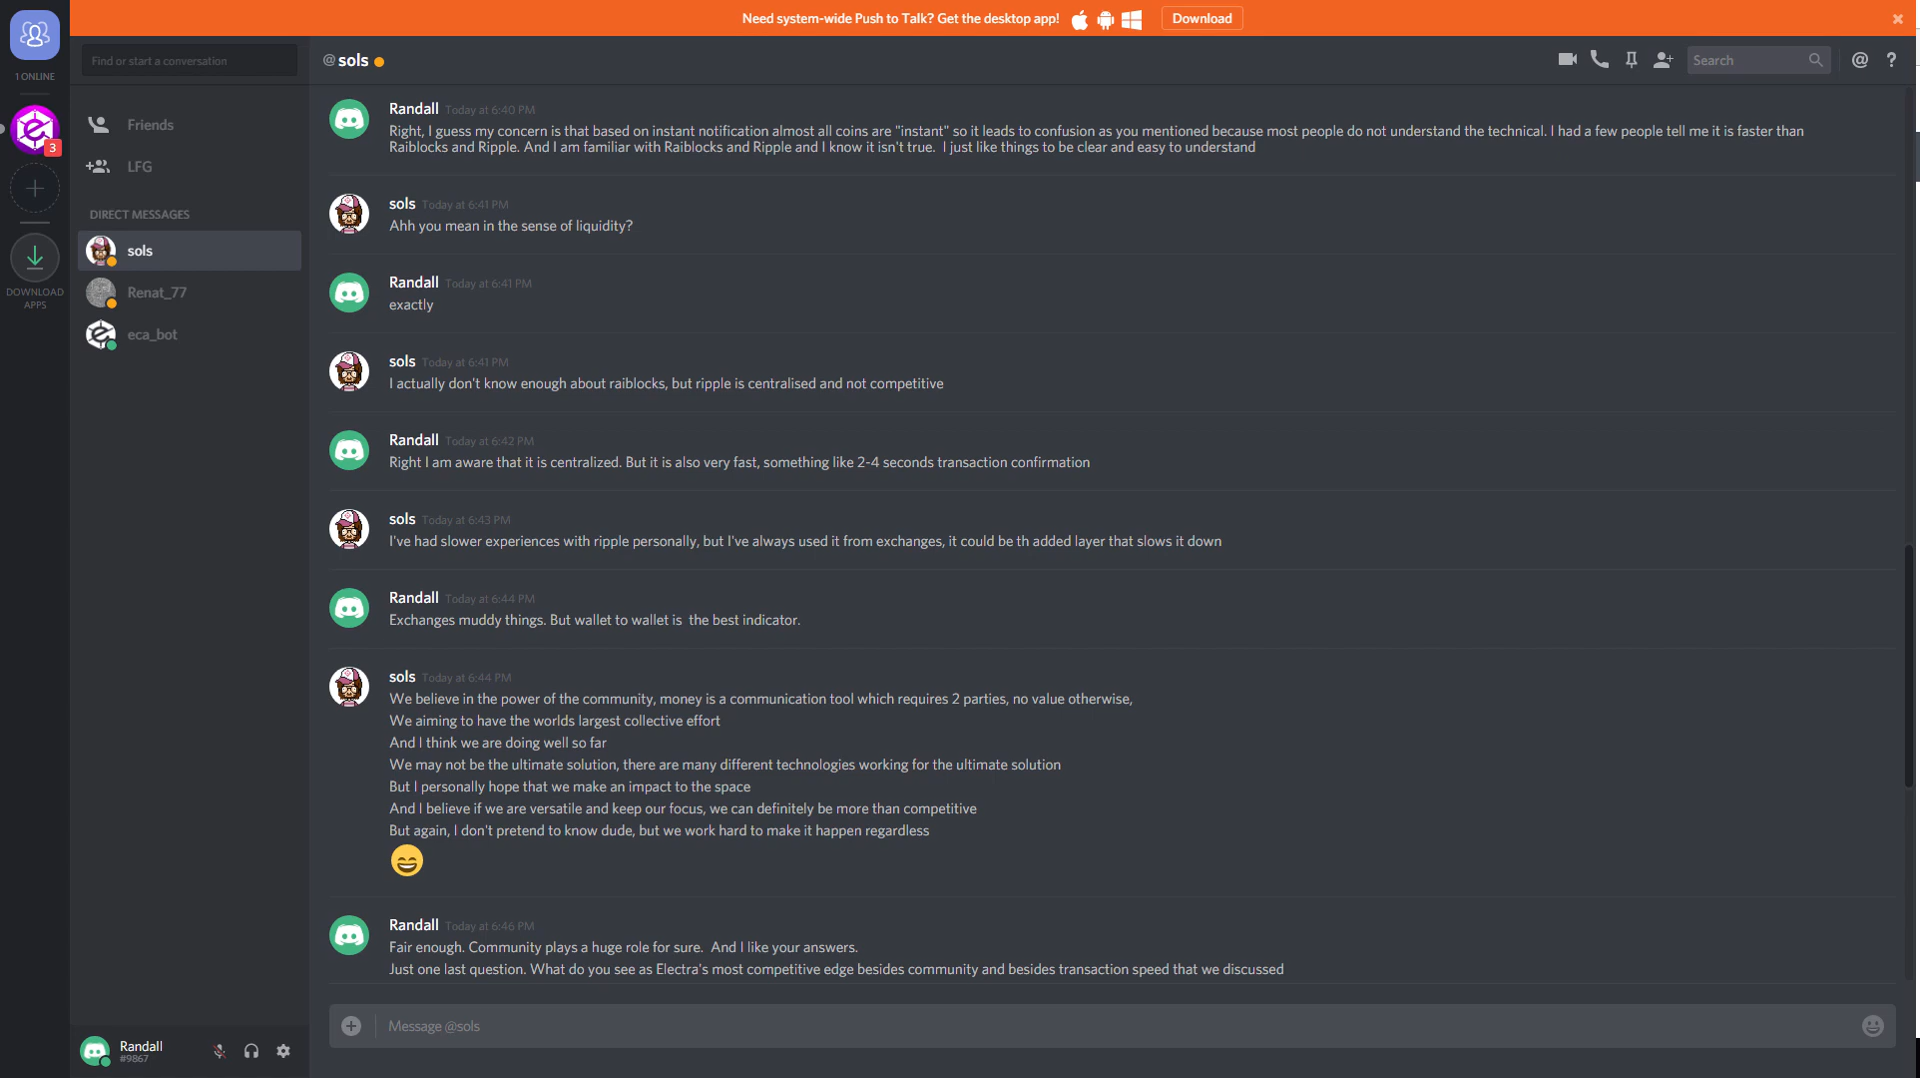 Need system-wide Push to Talk? Get the desktop app!
Download
1 ONLINE
3
DOWNLOAD
APPS
Find or start a conversation
Friends
LFG
DIRECT MESSAGES
sols
Renat_77
eca_bot
Randall
#9867
@sols
Search
@
?
Randall Today at 6:40 PM
Right, I guess my concern is that based on instant notification almost all coins are "instant" so it leads to confusion as you mentioned because most people do not understand the technical. I had a few people tell me it is faster than
Raiblocks and Ripple. And I am familiar with Raiblocks and Ripple and I know it isn't true.  I just like things to be clear and easy to understand
sols Today at 6:41 PM
Ahh you mean in the sense of liquidity?
Randall Today at 6:41 PM
exactly
sols Today at 6:41 PM
I actually don't know enough about raiblocks, but ripple is centralised and not competitive
Randall Today at 6:42 PM
Right I am aware that it is centralized. But it is also very fast, something like 2-4 seconds transaction confirmation
sols Today at 6:43 PM
I've had slower experiences with ripple personally, but I've always used it from exchanges, it could be th added layer that slows it down
Randall Today at 6:44 PM
Exchanges muddy things. But wallet to wallet is  the best indicator.
sols Today at 6:44 PM
We believe in the power of the community, money is a communication tool which requires 2 parties, no value otherwise,
We aiming to have the worlds largest collective effort
And I think we are doing well so far
We may not be the ultimate solution, there are many different technologies working for the ultimate solution
But I personally hope that we make an impact to the space
And I believe if we are versatile and keep our focus, we can definitely be more than competitive
But again, I don't pretend to know dude, but we work hard to make it happen regardless
Randall Today at 6:46 PM
Fair enough. Community plays a huge role for sure.  And I like your answers.
Just one last question. What do you see as Electra's most competitive edge besides community and besides transaction speed that we discussed
Message @sols